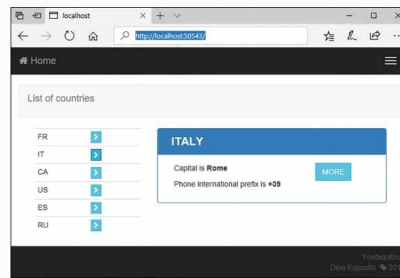 localhost
http://localhost:50543/
Home
List of countries
FR
IT
CA
US
ES
RU
ITALY
Capital is Rome
MORE
Phone international prefix is +39
Dino Esposito